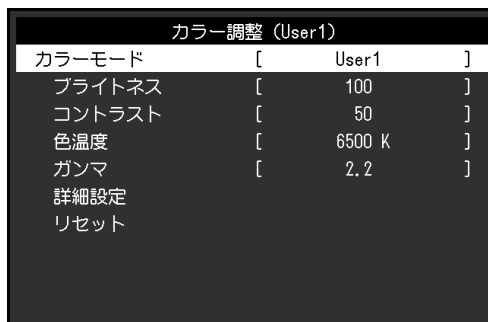 カラー調整（User1）
カラーモード [ User1 ]
ブライトネス [ 100 ]
コントラスト [ 50 ]
色温度 [ 6500 K ]
ガンマ [ 2.2 ]
詳細設定
リセット